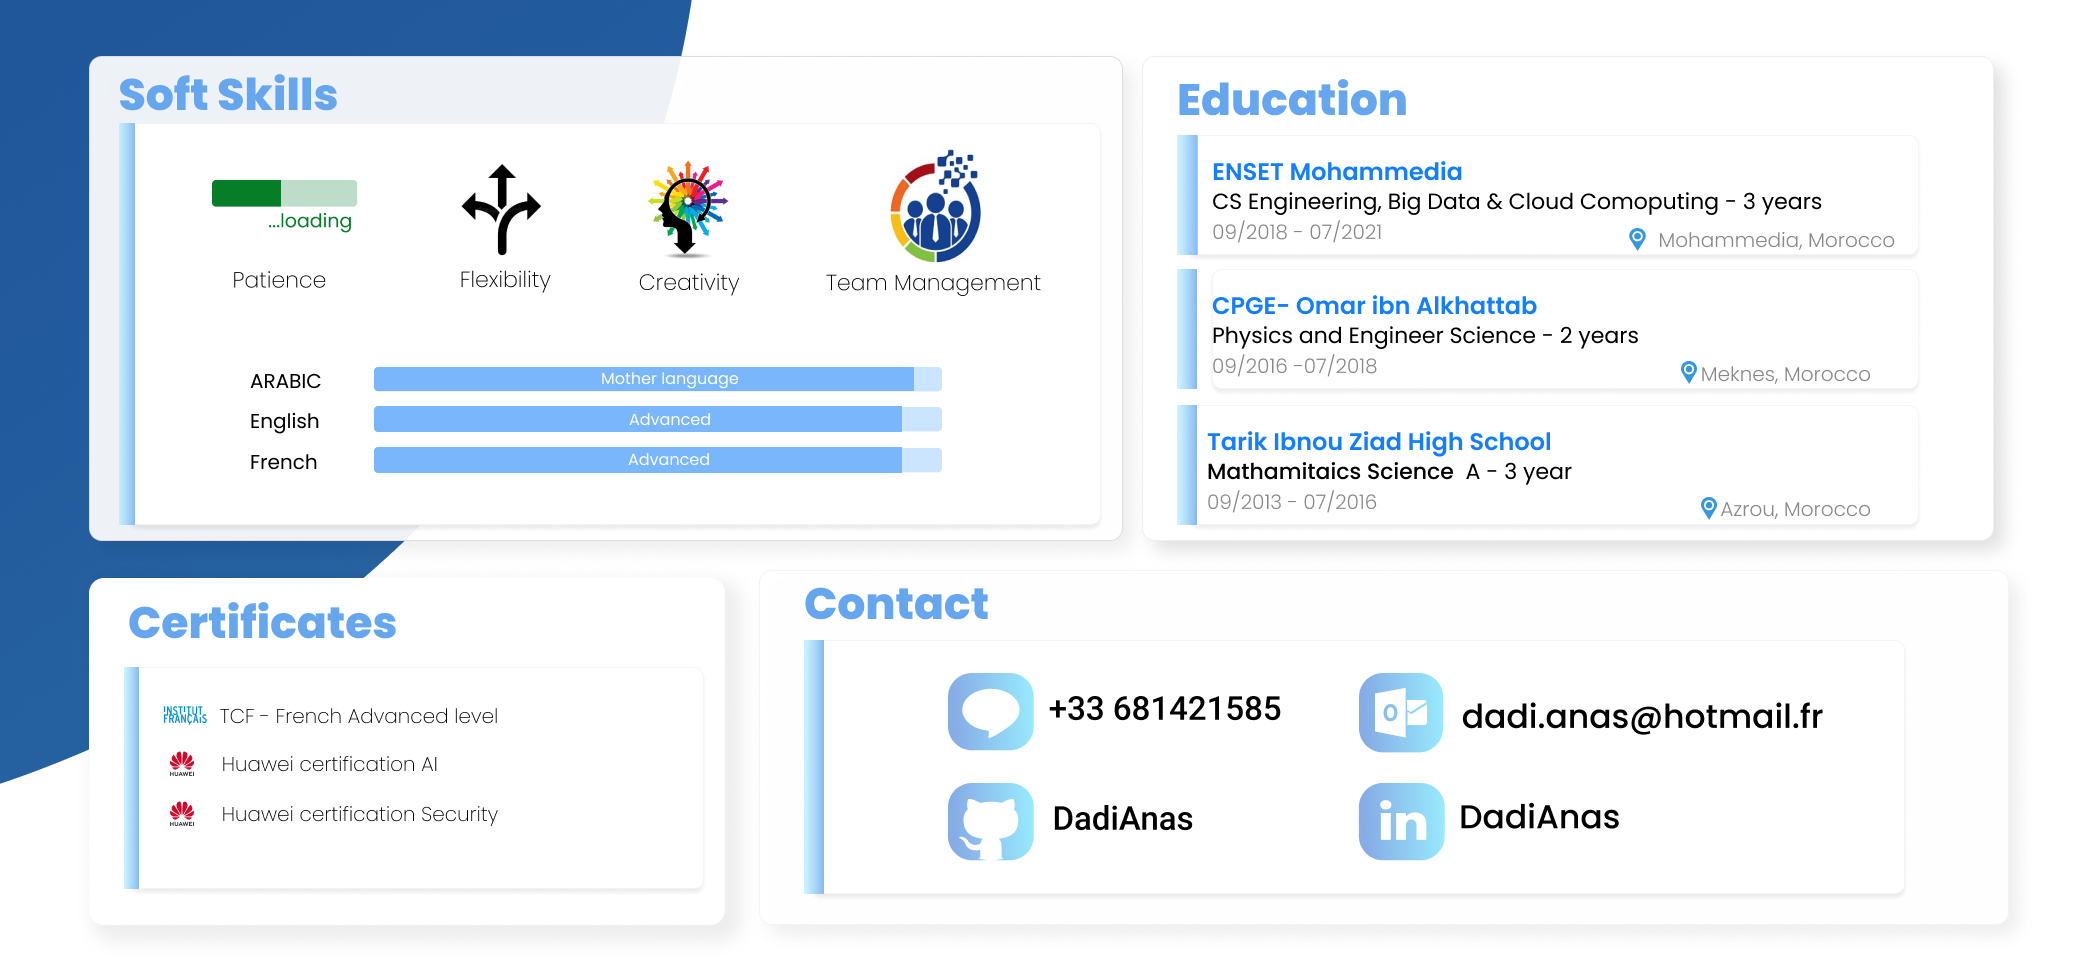 Soft Skills
...loading
Patience
Flexibility
Creativity
Team Management
ARABIC
Mother language
English
Advanced
French
Advanced
Education
ENSET Mohammedia
CS Engineering, Big Data & Cloud Comoputing - 3 years
09/2018 - 07/2021
Mohammedia, Morocco
CPGE- Omar ibn Alkhattab
Physics and Engineer Science - 2 years
09/2016 -07/2018
Meknes, Morocco
Tarik Ibnou Ziad High School
Mathamitaics Science A - 3 year
09/2013 - 07/2016
Azrou, Morocco
Certificates
INSTITUT
FRANÇAIS
TCF - French Advanced level
HUAWEI
Huawei certification AI
HUAWEI
Huawei certification Security
Contact
+33 681421585
dadi.anas@hotmail.fr
DadiAnas
in
DadiAnas